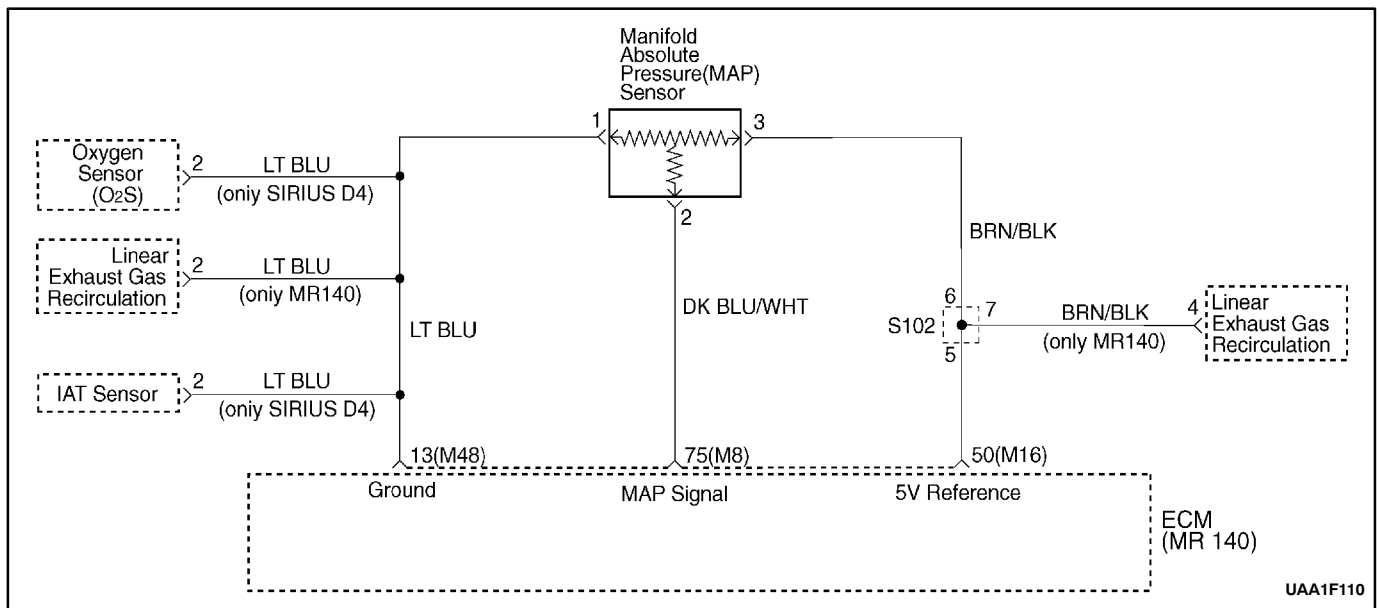 Manifold
Absolute
Pressure(MAP)
Sensor
1
3
2
Oxygen
Sensor
(O2S)
2
LT BLU
(oniy SIRIUS D4)
Linear
Exhaust Gas
Recirculation
2
LT BLU
(only MR140)
LT BLU
IAT Sensor
2
LT BLU
(oniy SIRIUS D4)
DK BLU/WHT
BRN/BLK
S102
6
7
5
BRN/BLK
(only MR140)
4
Linear
Exhaust Gas
Recirculation
13(M48)
75(M8)
50(M16)
Ground
MAP Signal
5V Reference
ECM
(MR 140)
UAA1F110